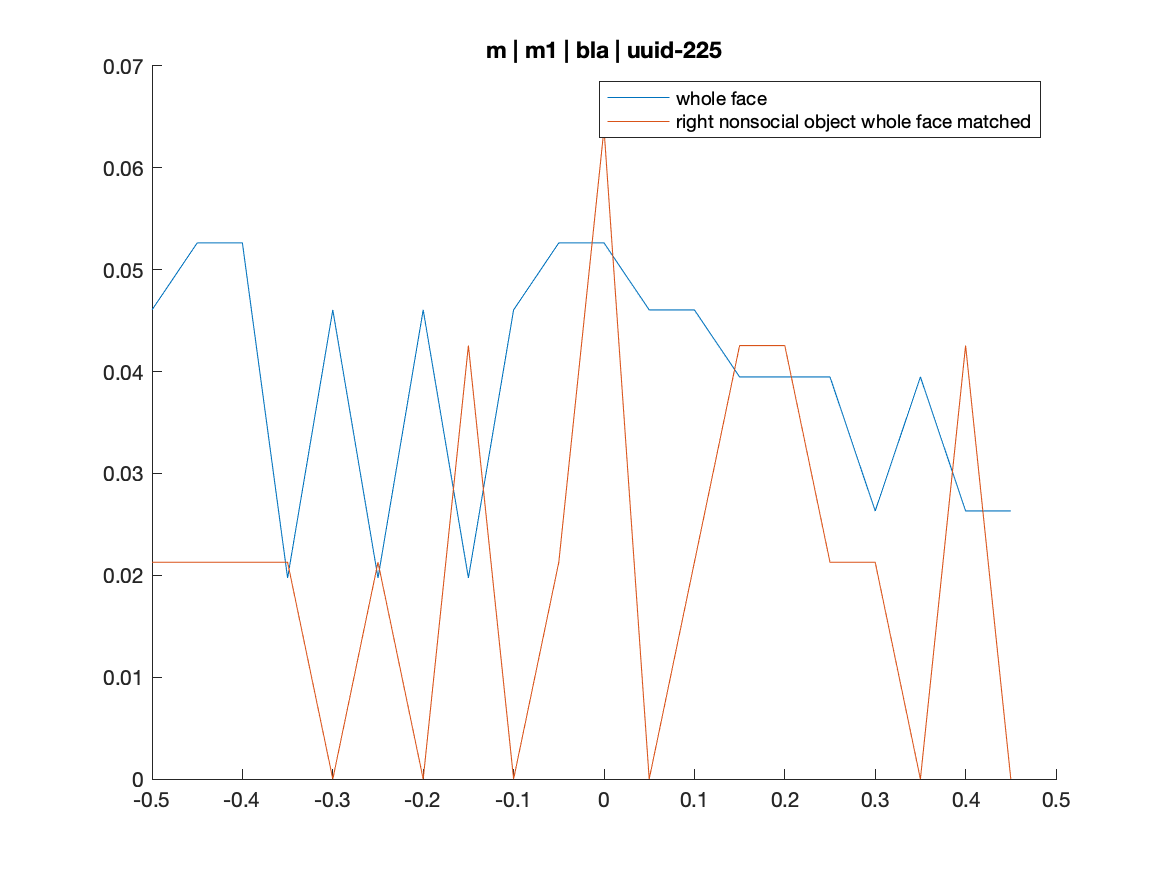 m | m1 | bla | uuid-225
whole face
right nonsocial object whole face matched
0.07
0.06
0.05
0.04
0.03
0.02
0.01
0
-0.5 -0.4 -0.3 -0.2 -0.1 0 0.1 0.2 0.3 0.4 0.5